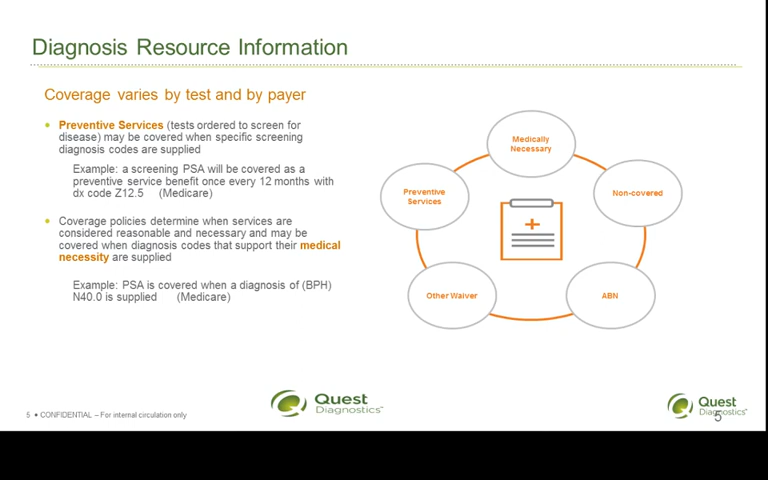 Diagnosis Resource Information
Coverage varies by test and by payer
• Preventive Services (tests ordered to screen for
disease) may be covered when specific screening
diagnosis codes are supplied
Example: a screening PSA will be covered as a
preventive service benefit once every 12 months with
dx code Z12.5 (Medicare)
• Coverage policies determine when services are
considered reasonable and necessary and may be
covered when diagnosis codes that support their medical
necessity are supplied
Example: PSA is covered when a diagnosis of (BPH)
N40.0 is supplied (Medicare)
Medically
Necessary
Preventive
Services
Non-covered
Other Waiver
ABN
5 • CONFIDENTIAL – For internal circulation only
Quest
Diagnostics™
Quest
Diagnostics™
5